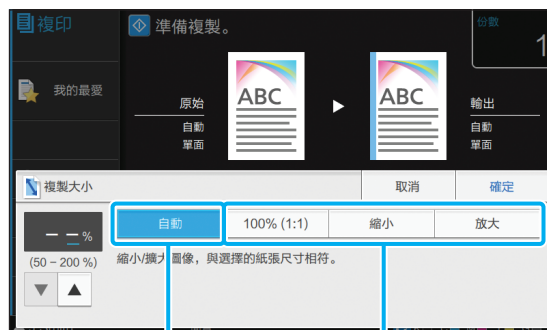 複印
準備複製。
份數
1
我的最愛
原始
自動
單面
ABC
ABC
輸出
自動
單面
複製大小
取消
確定
– – %
(50 – 200 %)
自動
100% (1:1)
縮小
放大
縮小/擴大圖像，與選擇的紙張尺寸相符。